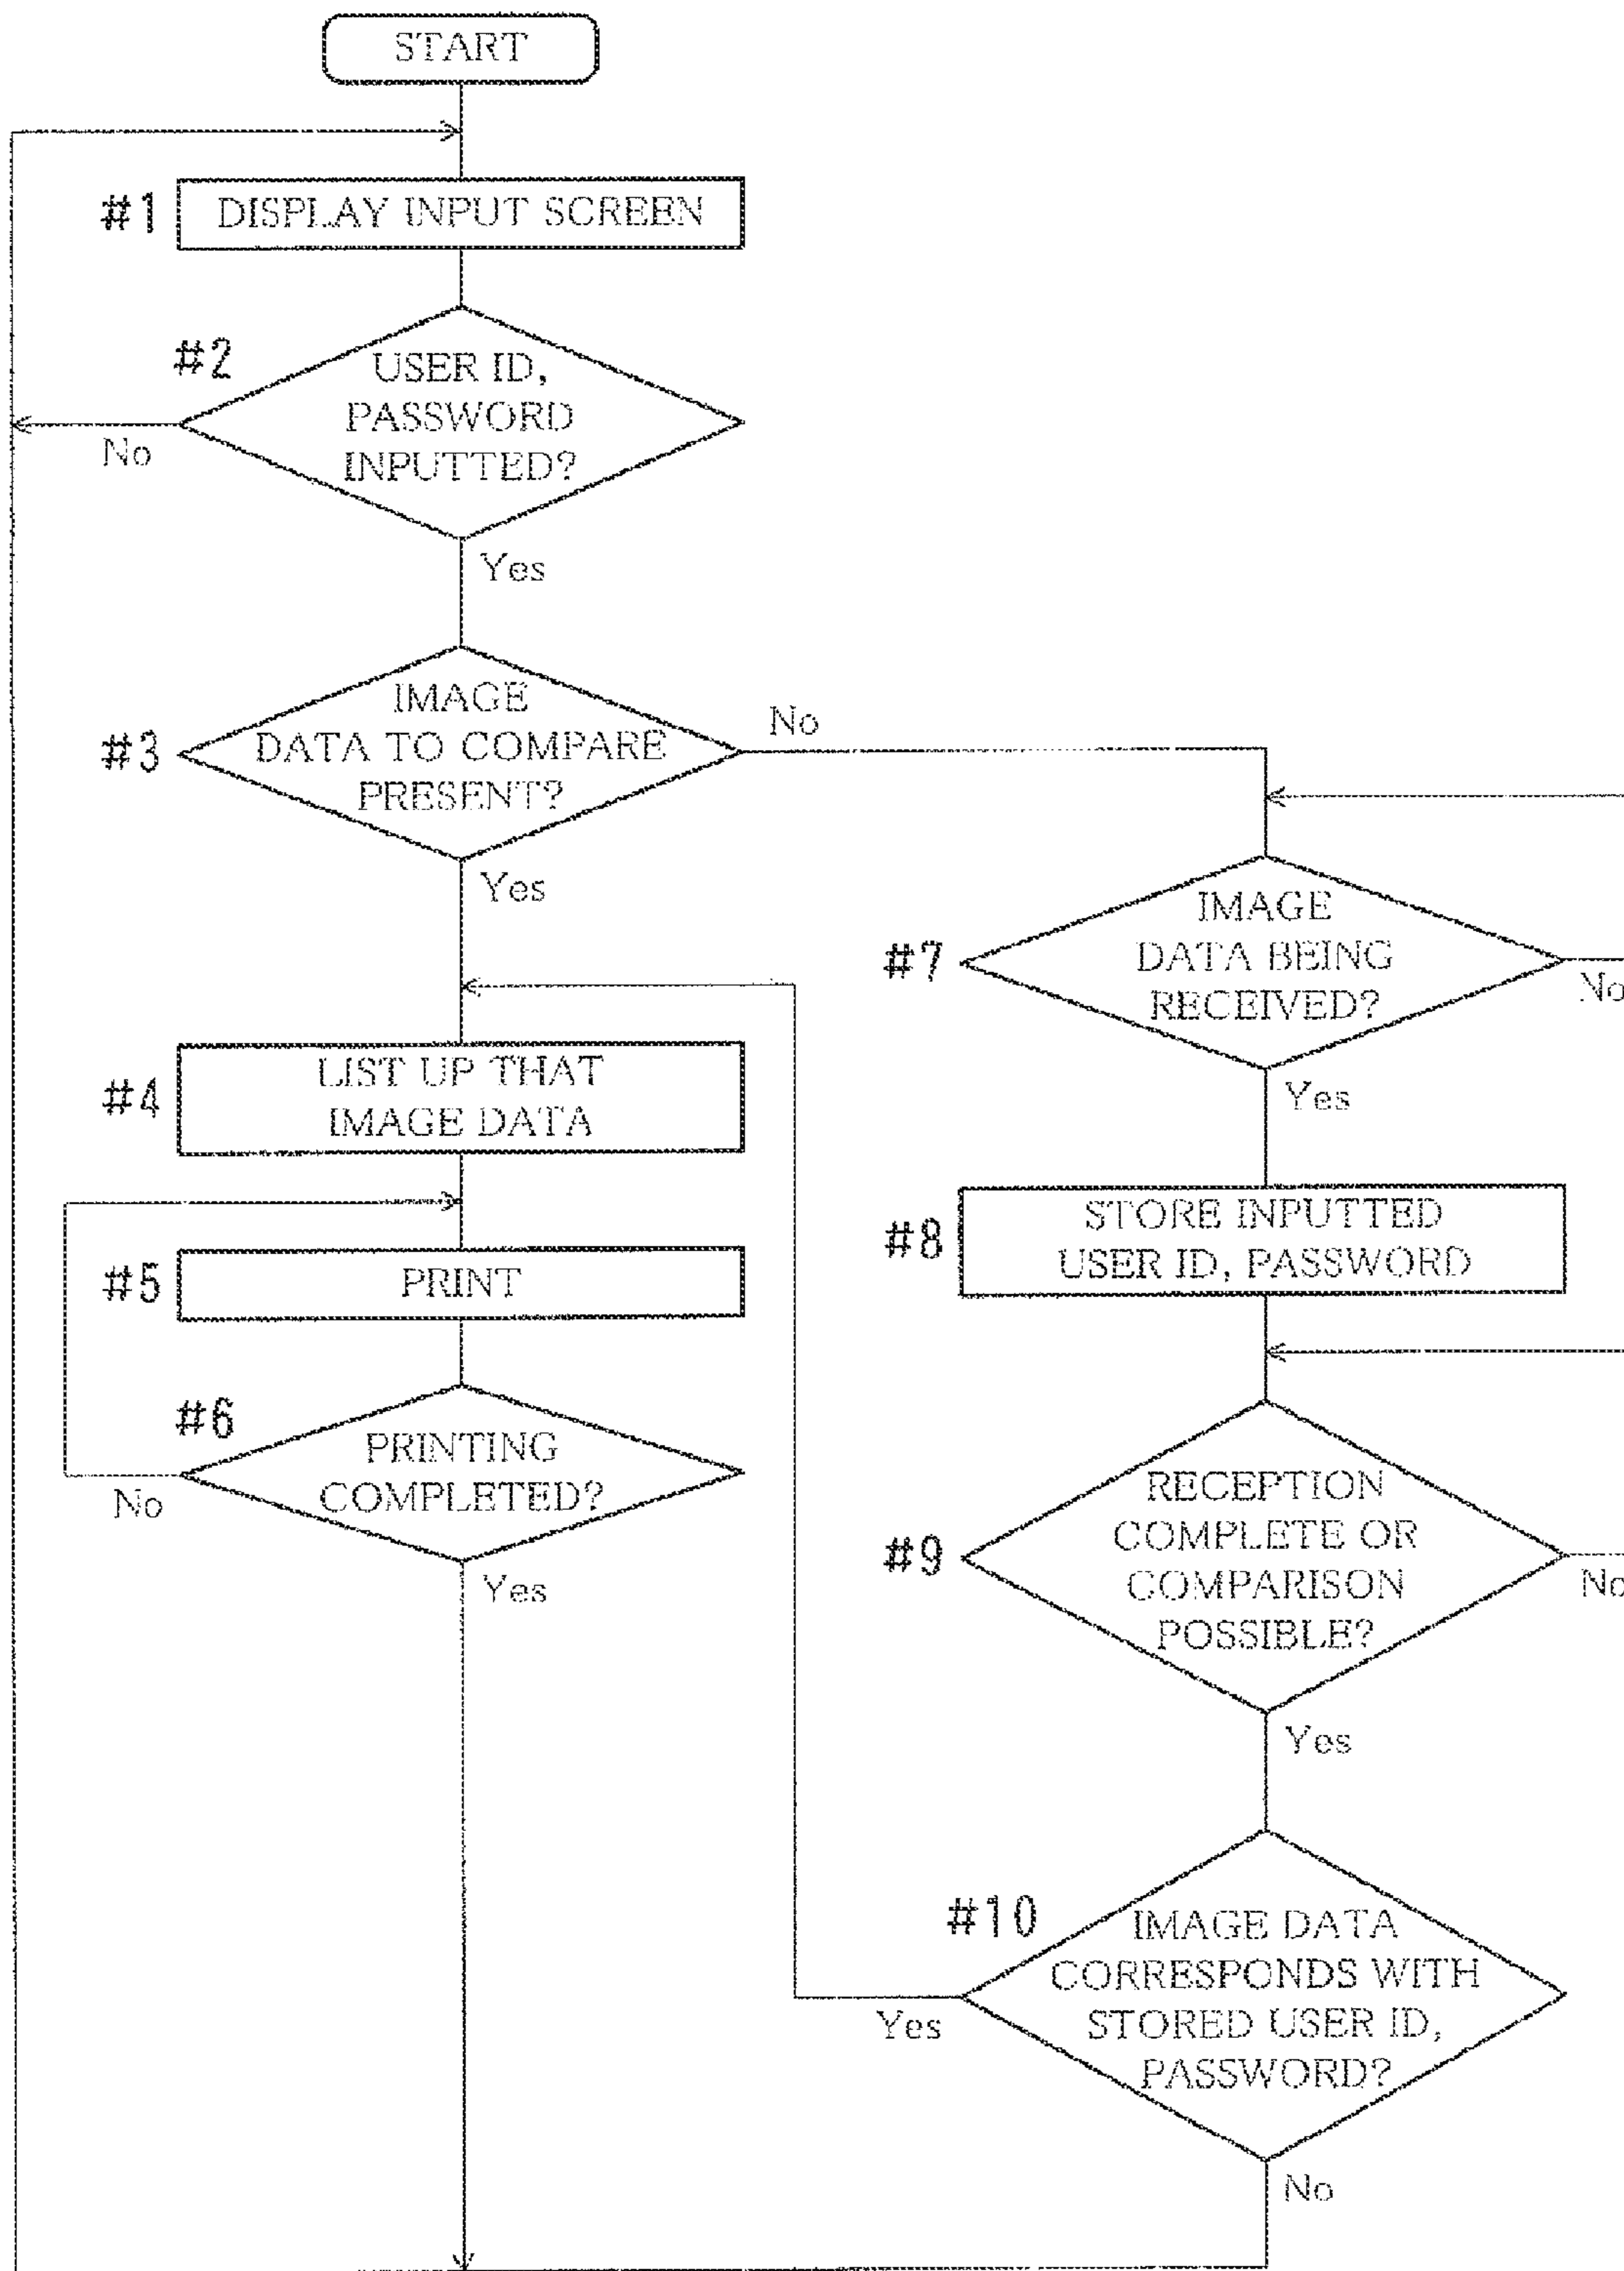 START
#1
DISPLAY INPUT SCREEN
#2
USER ID,
PASSWORD
INPUTTED?
No
Yes
#3
IMAGE
DATA TO COMPARE
PRESENT?
No
Yes
#4
LIST UP THAT
IMAGE DATA
#5
PRINT
#6
PRINTING
COMPLETED?
No
Yes
#7
IMAGE
DATA BEING
RECEIVED?
No
Yes
#8
STORE INPUTTED
USER ID, PASSWORD
#9
RECEPTION
COMPLETE OR
COMPARISON
POSSIBLE?
No
Yes
#10
IMAGE DATA
CORRESPONDS WITH
STORED USER ID,
PASSWORD?
Yes
No